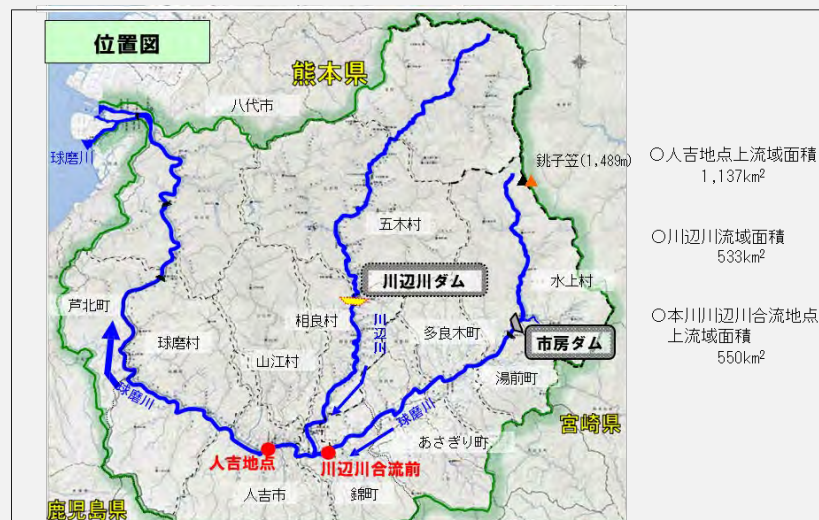 位置図
熊本県
八代市
球磨川
銚子笠(1,489m)
五木村
川辺川ダム
水上村
芦北町
相良村
川辺川
球磨村
多良木町
市房ダム
山江村
湯前町
球磨川
球磨川
宮崎県
あさぎり町
人吉地点
川辺川合流前
人吉市
錦町
鹿児島県
○人吉地点上流域面積
1,137km²
○川辺川流域面積
533km²
○本川川辺川合流地点
上流域面積
550km²